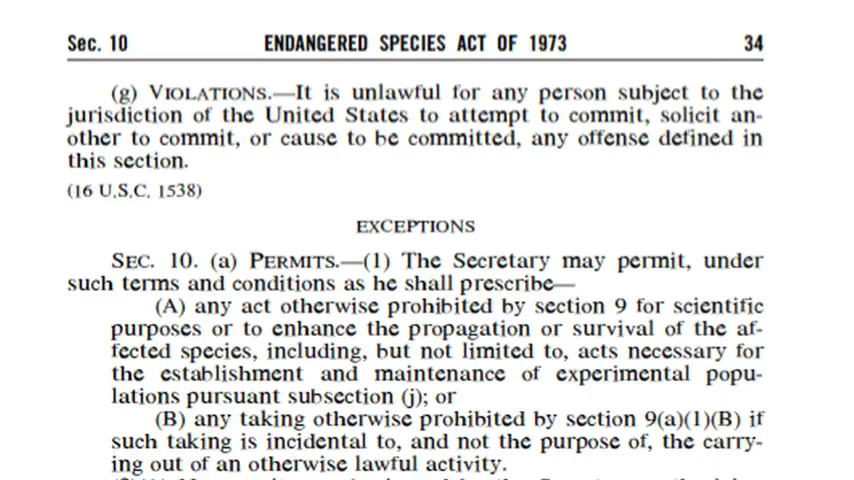 Sec. 10 ENDANGERED SPECIES ACT OF 1973 34
(g) VIOLATIONS.—It is unlawful for any person subject to the
jurisdiction of the United States to attempt to commit, solicit an-
other to commit, or cause to be committed, any offense defined in
this section.
(16 U.S.C. 1538)
EXCEPTIONS
SEC. 10. (a) PERMITS.—(1) The Secretary may permit, under
such terms and conditions as he shall prescribe—
(A) any act otherwise prohibited by section 9 for scientific
purposes or to enhance the propagation or survival of the af-
fected species, including, but not limited to, acts necessary for
the establishment and maintenance of experimental popu-
lations pursuant subsection (j); or
(B) any taking otherwise prohibited by section 9(a)(1)(B) if
such taking is incidental to, and not the purpose of, the carry-
ing out of an otherwise lawful activity.